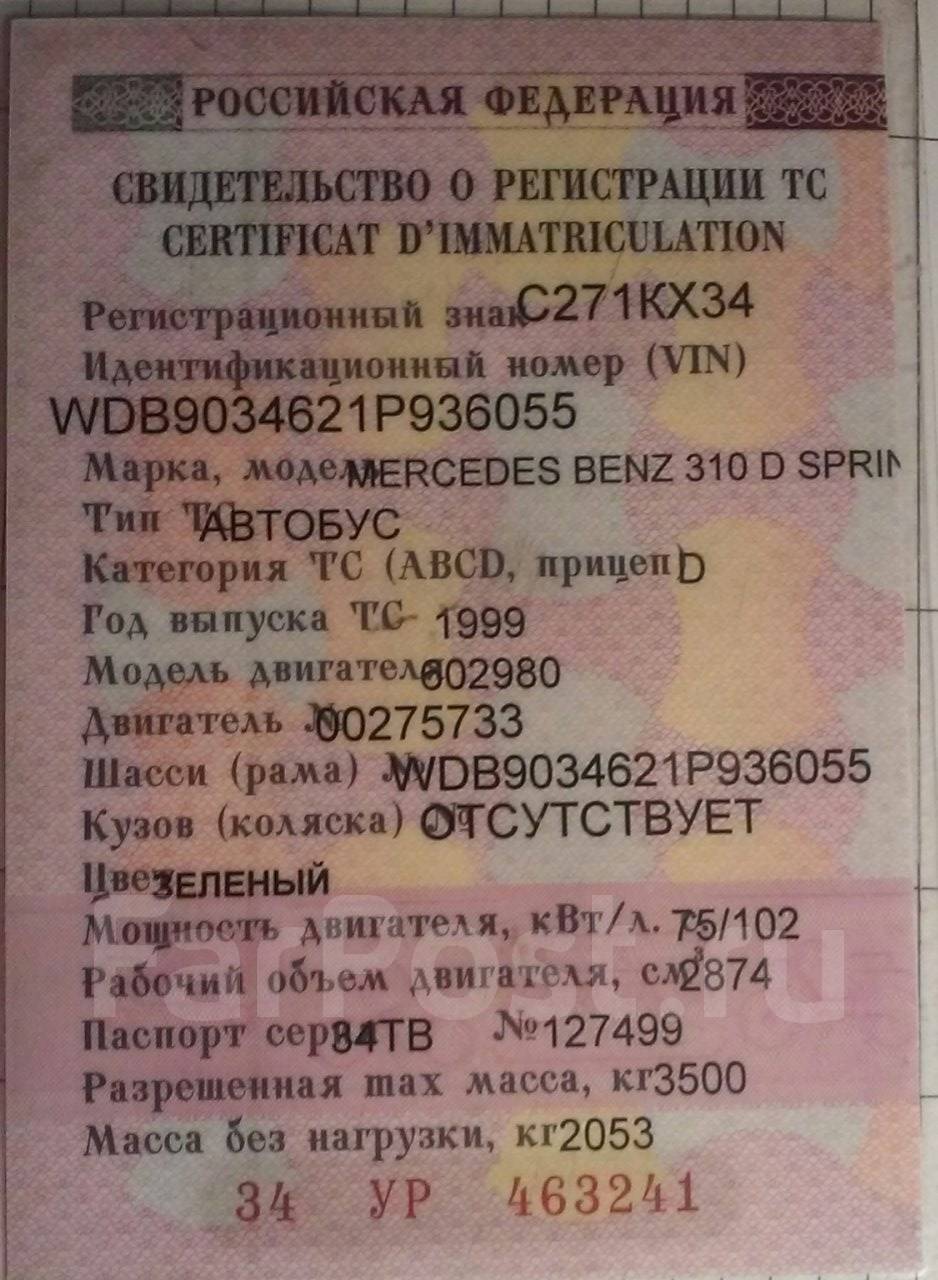 РОССИЙСКАЯ ФЕДЕРАЦИЯ
СВИДЕТЕЛЬСТВО О РЕГИСТРАЦИИ ТС
CERTIFICAT D'IMMATRICULATION
Регистрационный знак С271КХ34
Идентификационный номер (VIN)
WDB9034621P936055
Марка, модель MERCEDES BENZ 310 D SPRIN
Тип ТС АВТОБУС
Категория ТС (ABCD, прицеп D
Год выпуска ТС 1999
Модель двигателя 602980
Двигатель № 00275733
Шасси (рама) № WDB9034621P936055
Кузов (коляска) № ОТСУТСТВУЕТ
Цвет ЗЕЛЕНЫЙ
Мощность двигателя, кВт/л. с. 75/102
Рабочий объем двигателя, см³ 2874
Паспорт серия 34ТВ № 127499
Разрешенная max масса, кг 3500
Масса без нагрузки, кг 2053
34 УР 463241
FarPost.ru